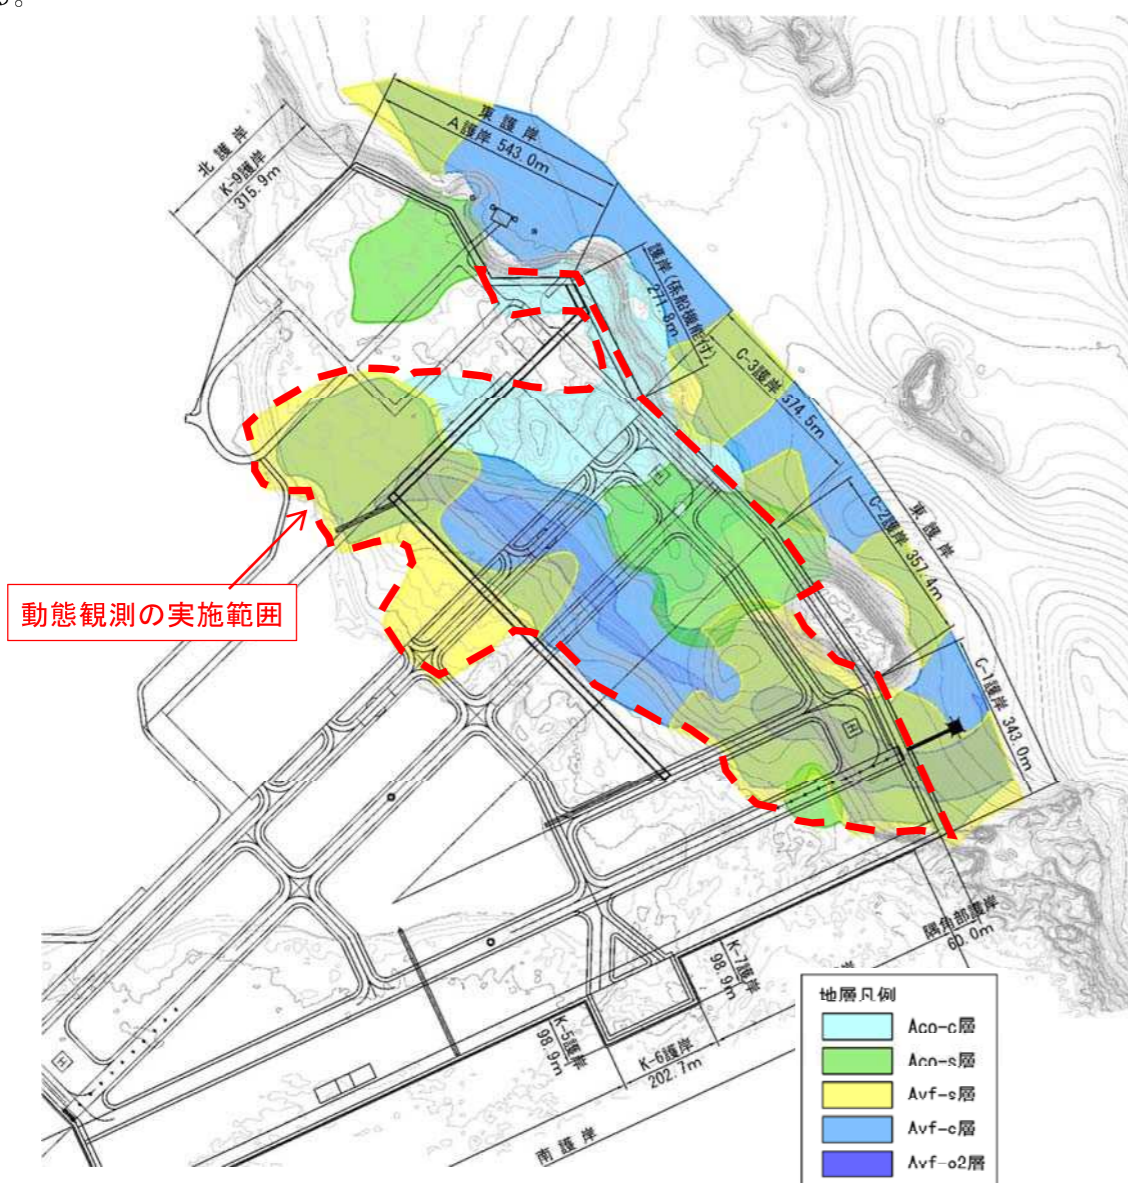 る。
東護岸
A護岸 543.0m
北護岸
K-9護岸
315.9m
護岸(係船機能付)
271.8m
C-3護岸 574.5m
C-2護岸 357.4m
東護岸
C-1護岸 343.0m
動態観測の実施範囲
H
H
H
隅角部護岸
60.0m
K-7護岸
98.9m
K-5護岸
98.9m
K-6護岸
202.7m
岸
南護岸
地層凡例
Aco-c層
Aco-s層
Avf-s層
Avf-c層
Avf-c2層